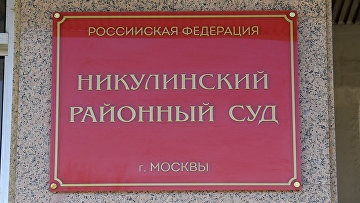 РОССИЙСКАЯ ФЕДЕРАЦИЯ
НИКУЛИНСКИЙ
РАЙОННЫЙ СУД
г. МОСКВЫ